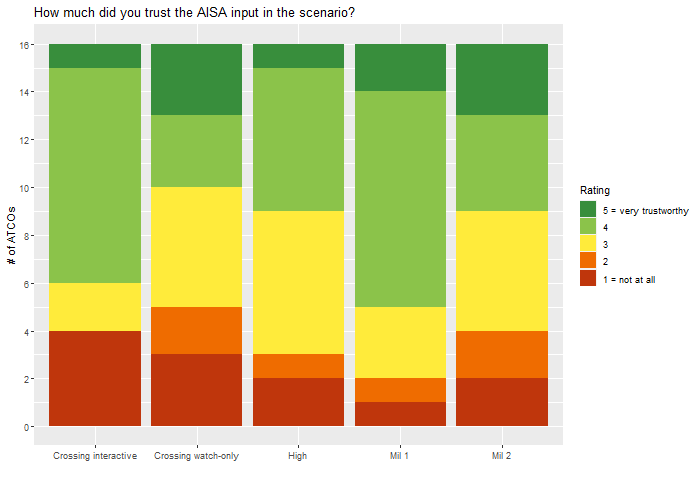 How much did you trust the AISA input in the scenario?
# of ATCOs
16
14
12
10
8
6
4
2
0
Crossing interactive
Crossing watch-only
High
Mil 1
Mil 2
Rating
5 = very trustworthy
4
3
2
1 = not at all